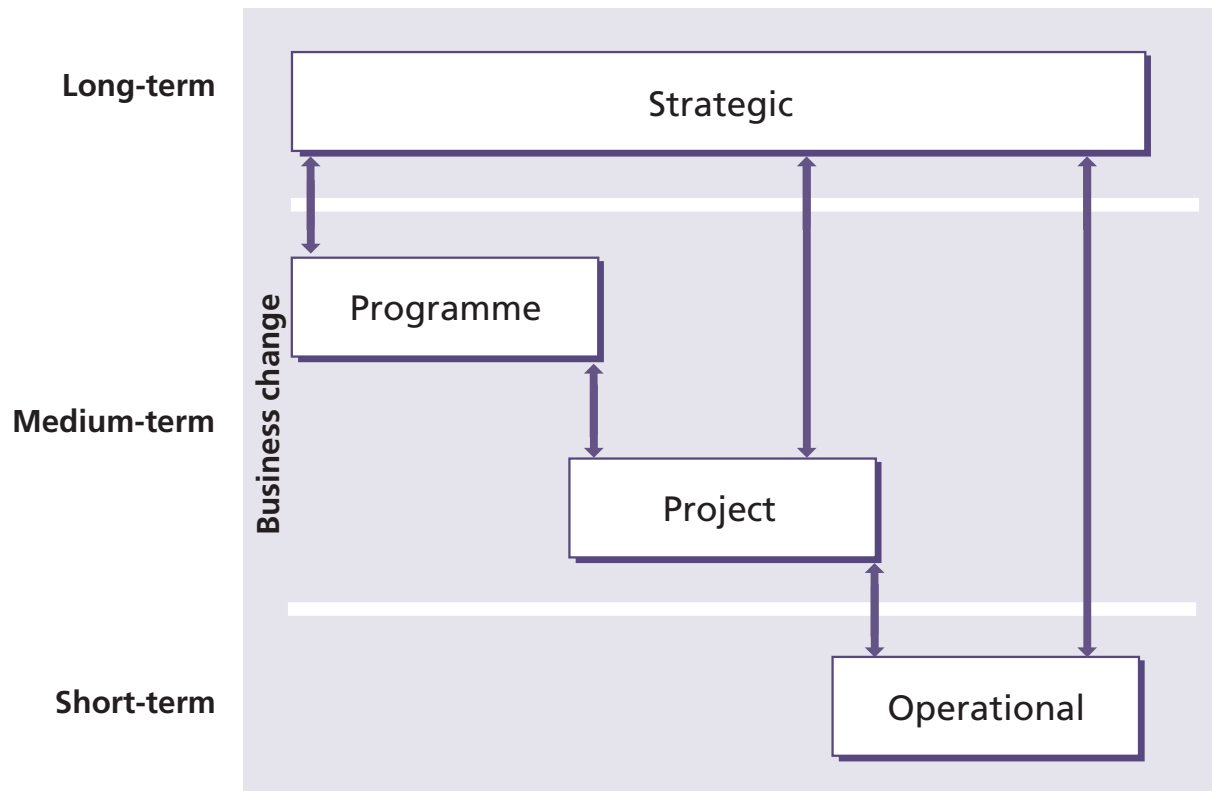 Long-term
Strategic
Programme
Business change
Medium-term
Project
Short-term
Operational